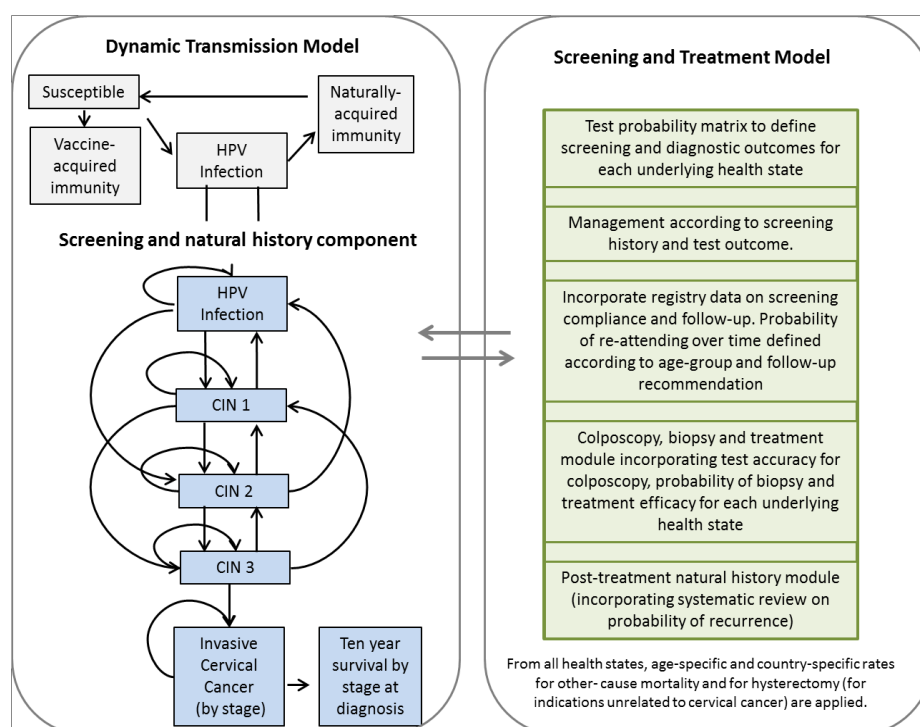 Dynamic Transmission Model
Susceptible
Vaccine-
acquired
immunity
HPV
Infection
Naturally-
acquired
immunity
Screening and natural history component
HPV
Infection
CIN 1
CIN 2
CIN 3
Invasive
Cervical
Cancer
(by stage)
Ten year
survival by
stage at
diagnosis
Screening and Treatment Model
Test probability matrix to define
screening and diagnostic outcomes for
each underlying health state
Management according to screening
history and test outcome.
Incorporate registry data on screening
compliance and follow-up. Probability
of re-attending over time defined
according to age-group and follow-up
recommendation
Colposcopy, biopsy and treatment
module incorporating test accuracy for
colposcopy, probability of biopsy and
treatment efficacy for each underlying
health state
Post-treatment natural history module
(incorporating systematic review on
probability of recurrence)
From all health states, age-specific and country-specific rates
for other- cause mortality and for hysterectomy (for
indications unrelated to cervical cancer) are applied.